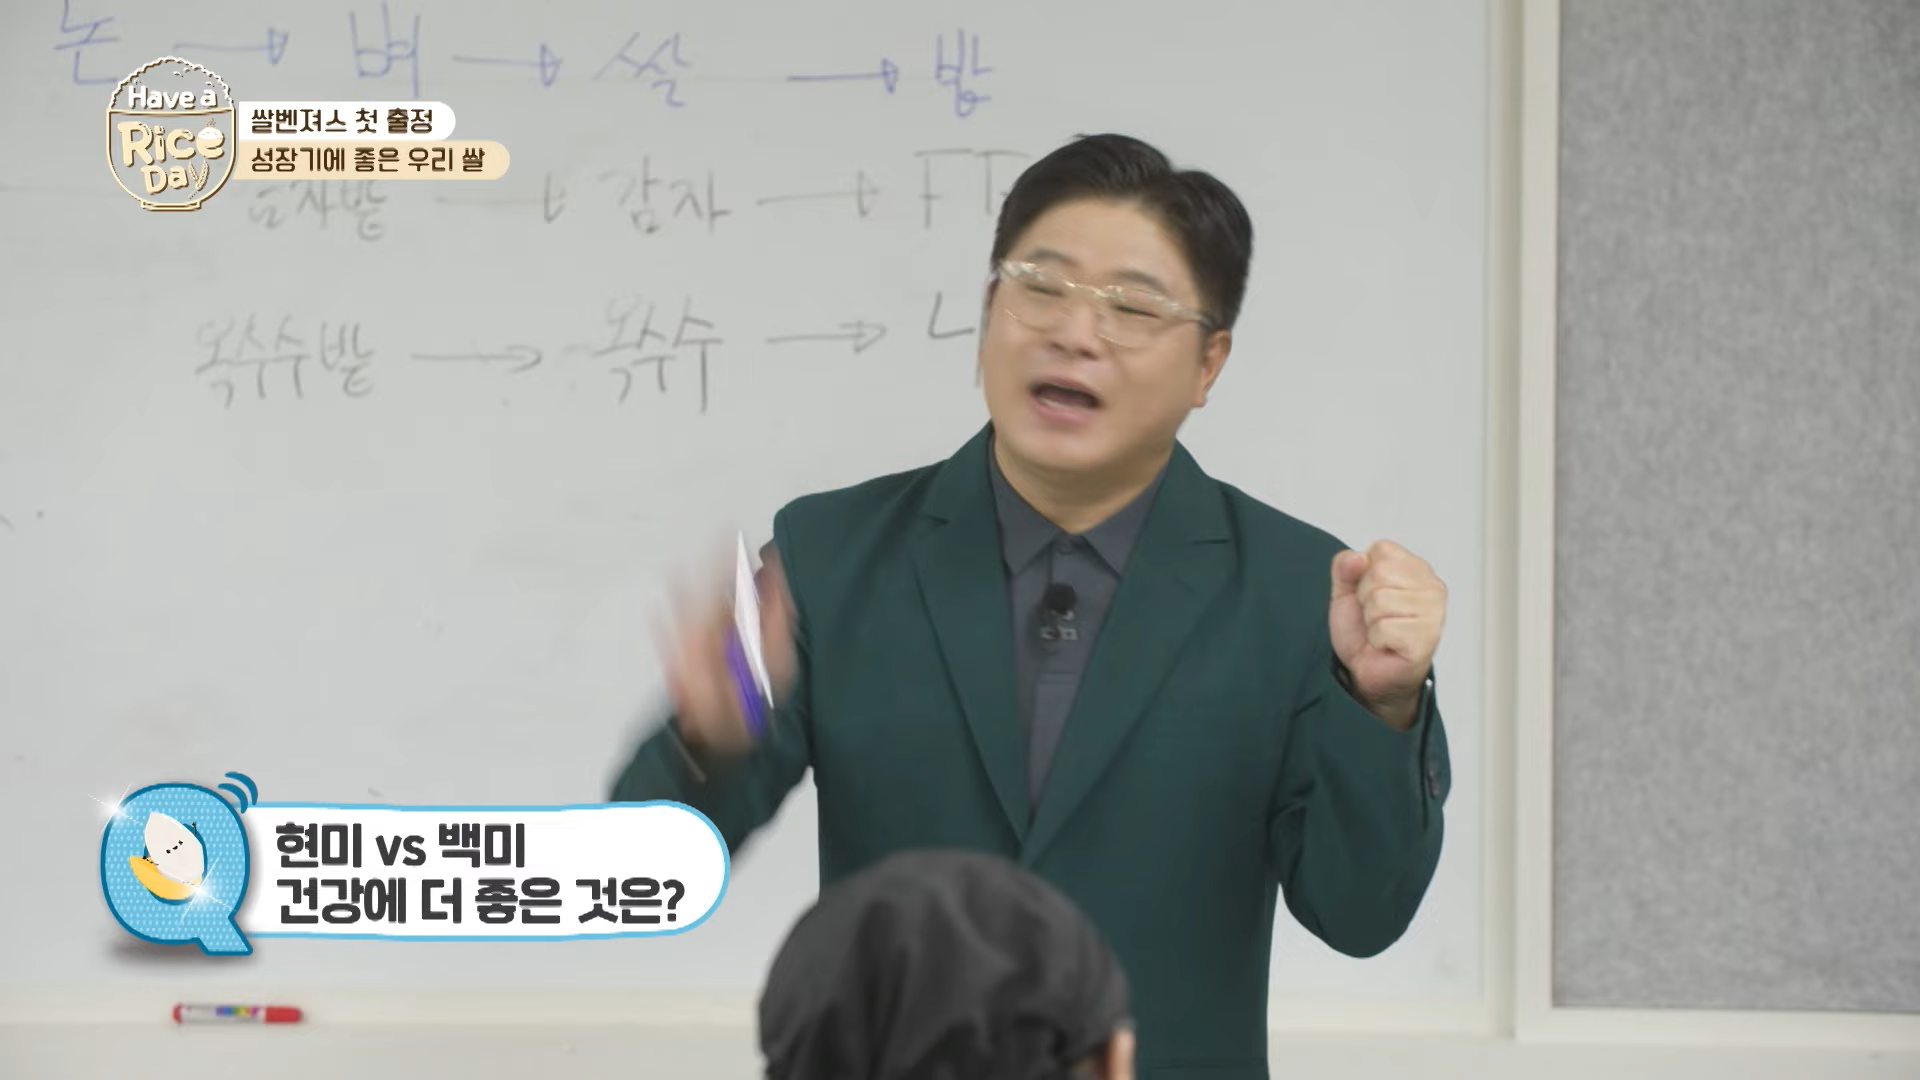 논 → 벼 → 쌀 → 밥
Have a
Rice
Day
쌀벤져스 첫 출정
성장기에 좋은 우리 쌀
감자밭 → 감자 → FF
옥수수밭 → 옥수수 →
현미 vs 백미
건강에 더 좋은 것은?